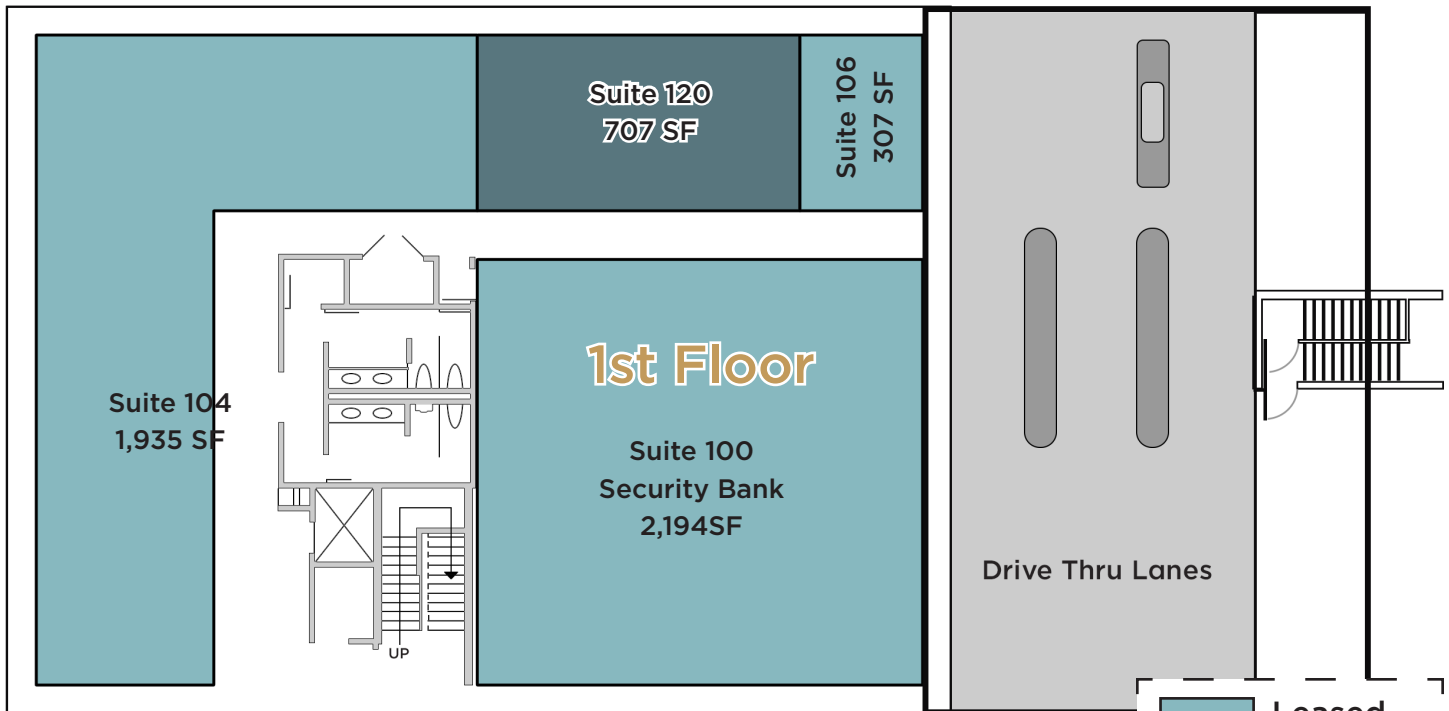 Suite 120
707 SF
Suite 106
307 SF
1st Floor
Suite 104
1,935 SF
Suite 100
Security Bank
2,194SF
Drive Thru Lanes
UP
Leased